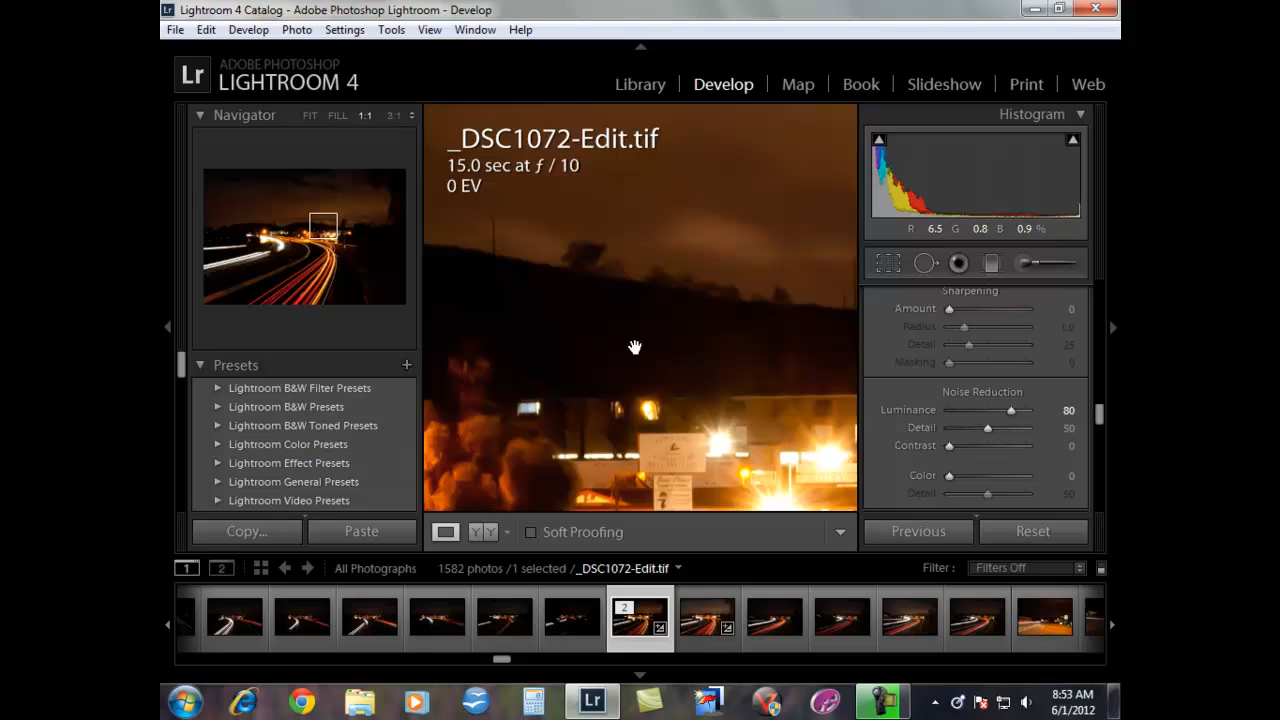 Lightroom 4 Catalog - Adobe Photoshop Lightroom - Develop
File Edit Develop Photo Settings Tools View Window Help
Lr ADOBE PHOTOSHOP
LIGHTROOM 4
Library Develop Map Book Slideshow Print Web
Navigator FIT FILL 1:1 3:1
Histogram
_DSC1072-Edit.tif
15.0 sec at ƒ / 10
0 EV
R 6.5 G 0.8 B 0.9 %
Sharpening
Amount 0
Radius 1.0
Detail 25
Masking 0
Noise Reduction
Luminance 80
Detail 50
Contrast 0
Color 0
Detail 50
Presets +
Lightroom B&W Filter Presets
Lightroom B&W Presets
Lightroom B&W Toned Presets
Lightroom Color Presets
Lightroom Effect Presets
Lightroom General Presets
Lightroom Video Presets
Copy... Paste
Y Y
Soft Proofing
Previous Reset
1 2 All Photographs 1582 photos /1 selected /_DSC1072-Edit.tif Filter : Filters Off
2
Lr
8:53 AM
6/1/2012